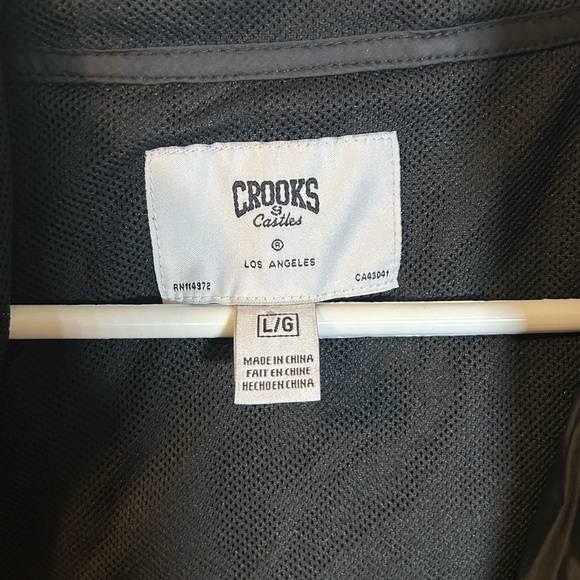 CROOKS
&
Castles
®
LOS ANGELES
RN114972 CA43041
L/G
MADE IN CHINA
FAIT EN CHINE
HECHO EN CHINA